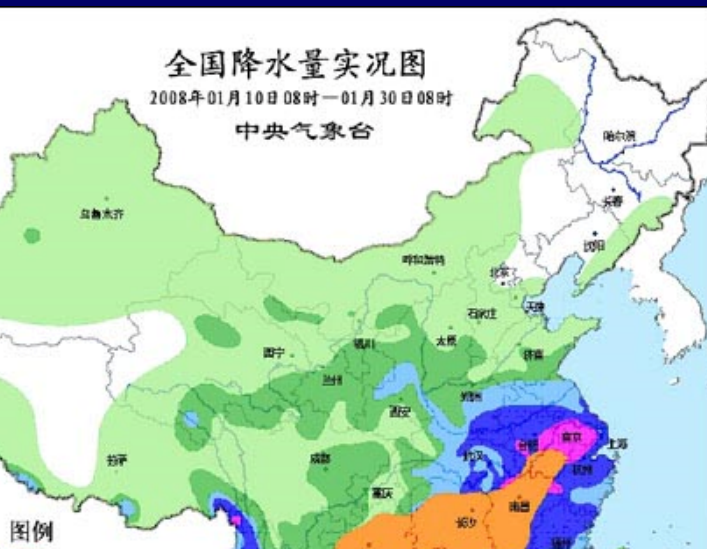 全国降水量实况图
2008年01月10日08时—01月30日08时
中央气象台
哈尔滨
长春
乌鲁木齐
沈阳
呼和浩特
北京
天津
石家庄
银川
太原
西宁
济南
兰州
郑州
西安
合肥
南京
上海
武汉
成都
拉萨
杭州
重庆
南昌
长沙
图例
福州